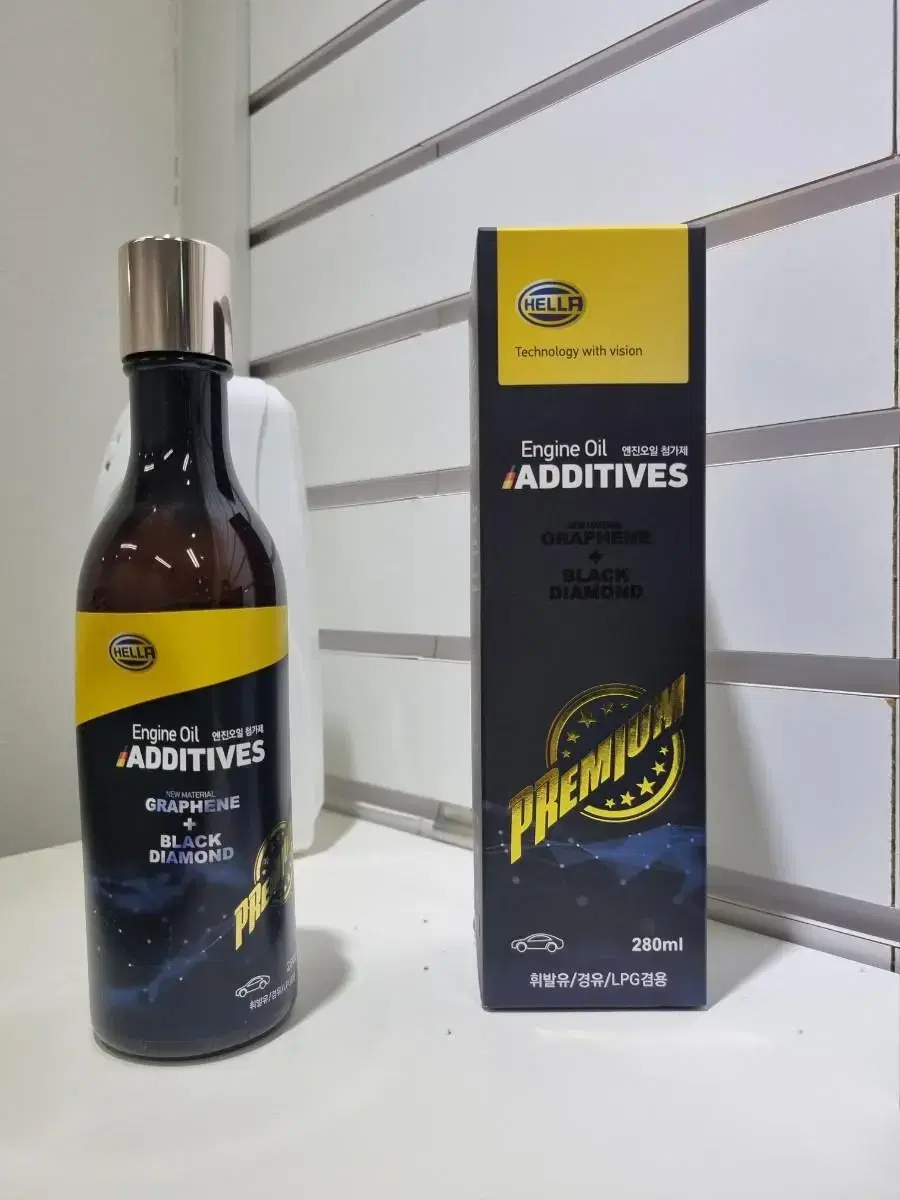 HELLA
Engine Oil 엔진오일 첨가제
ADDITIVES
NEW MATERIAL
GRAPHENE
+
BLACK
DIAMOND
HELLA
Technology with vision
Engine Oil 엔진오일 첨가제
ADDITIVES
NEW MATERIAL
GRAPHENE
+
BLACK
DIAMOND
PREMIUM
280ml
휘발유/경유/LPG겸용